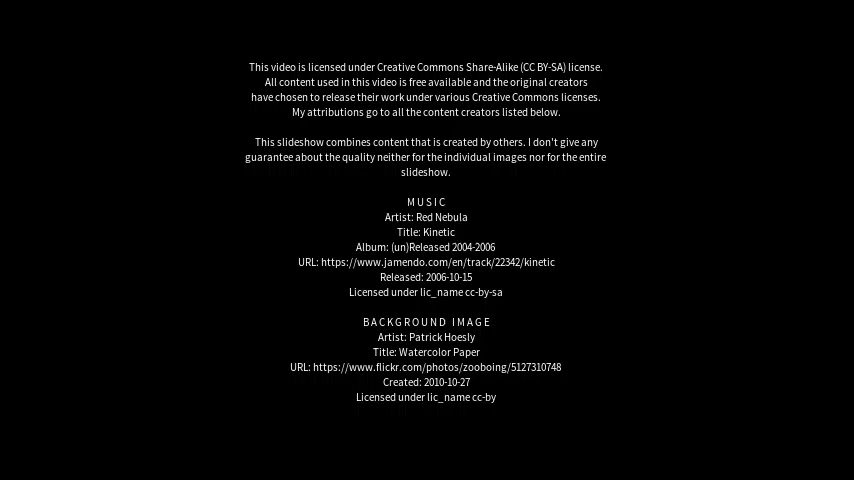 This video is licensed under Creative Commons Share-Alike (CC BY-SA) license.
All content used in this video is free available and the original creators
have chosen to release their work under various Creative Commons licenses.
My attributions go to all the content creators listed below.
This slideshow combines content that is created by others. I don't give any
guarantee about the quality neither for the individual images nor for the entire
slideshow.
MUSIC
Artist: Red Nebula
Title: Kinetic
Album: (un)Released 2004-2006
URL: https://www.jamendo.com/en/track/22342/kinetic
Released: 2006-10-15
Licensed under lic_name cc-by-sa
BACKGROUND IMAGE
Artist: Patrick Hoesly
Title: Watercolor Paper
URL: https://www.flickr.com/photos/zooboing/5127310748
Created: 2010-10-27
Licensed under lic_name cc-by